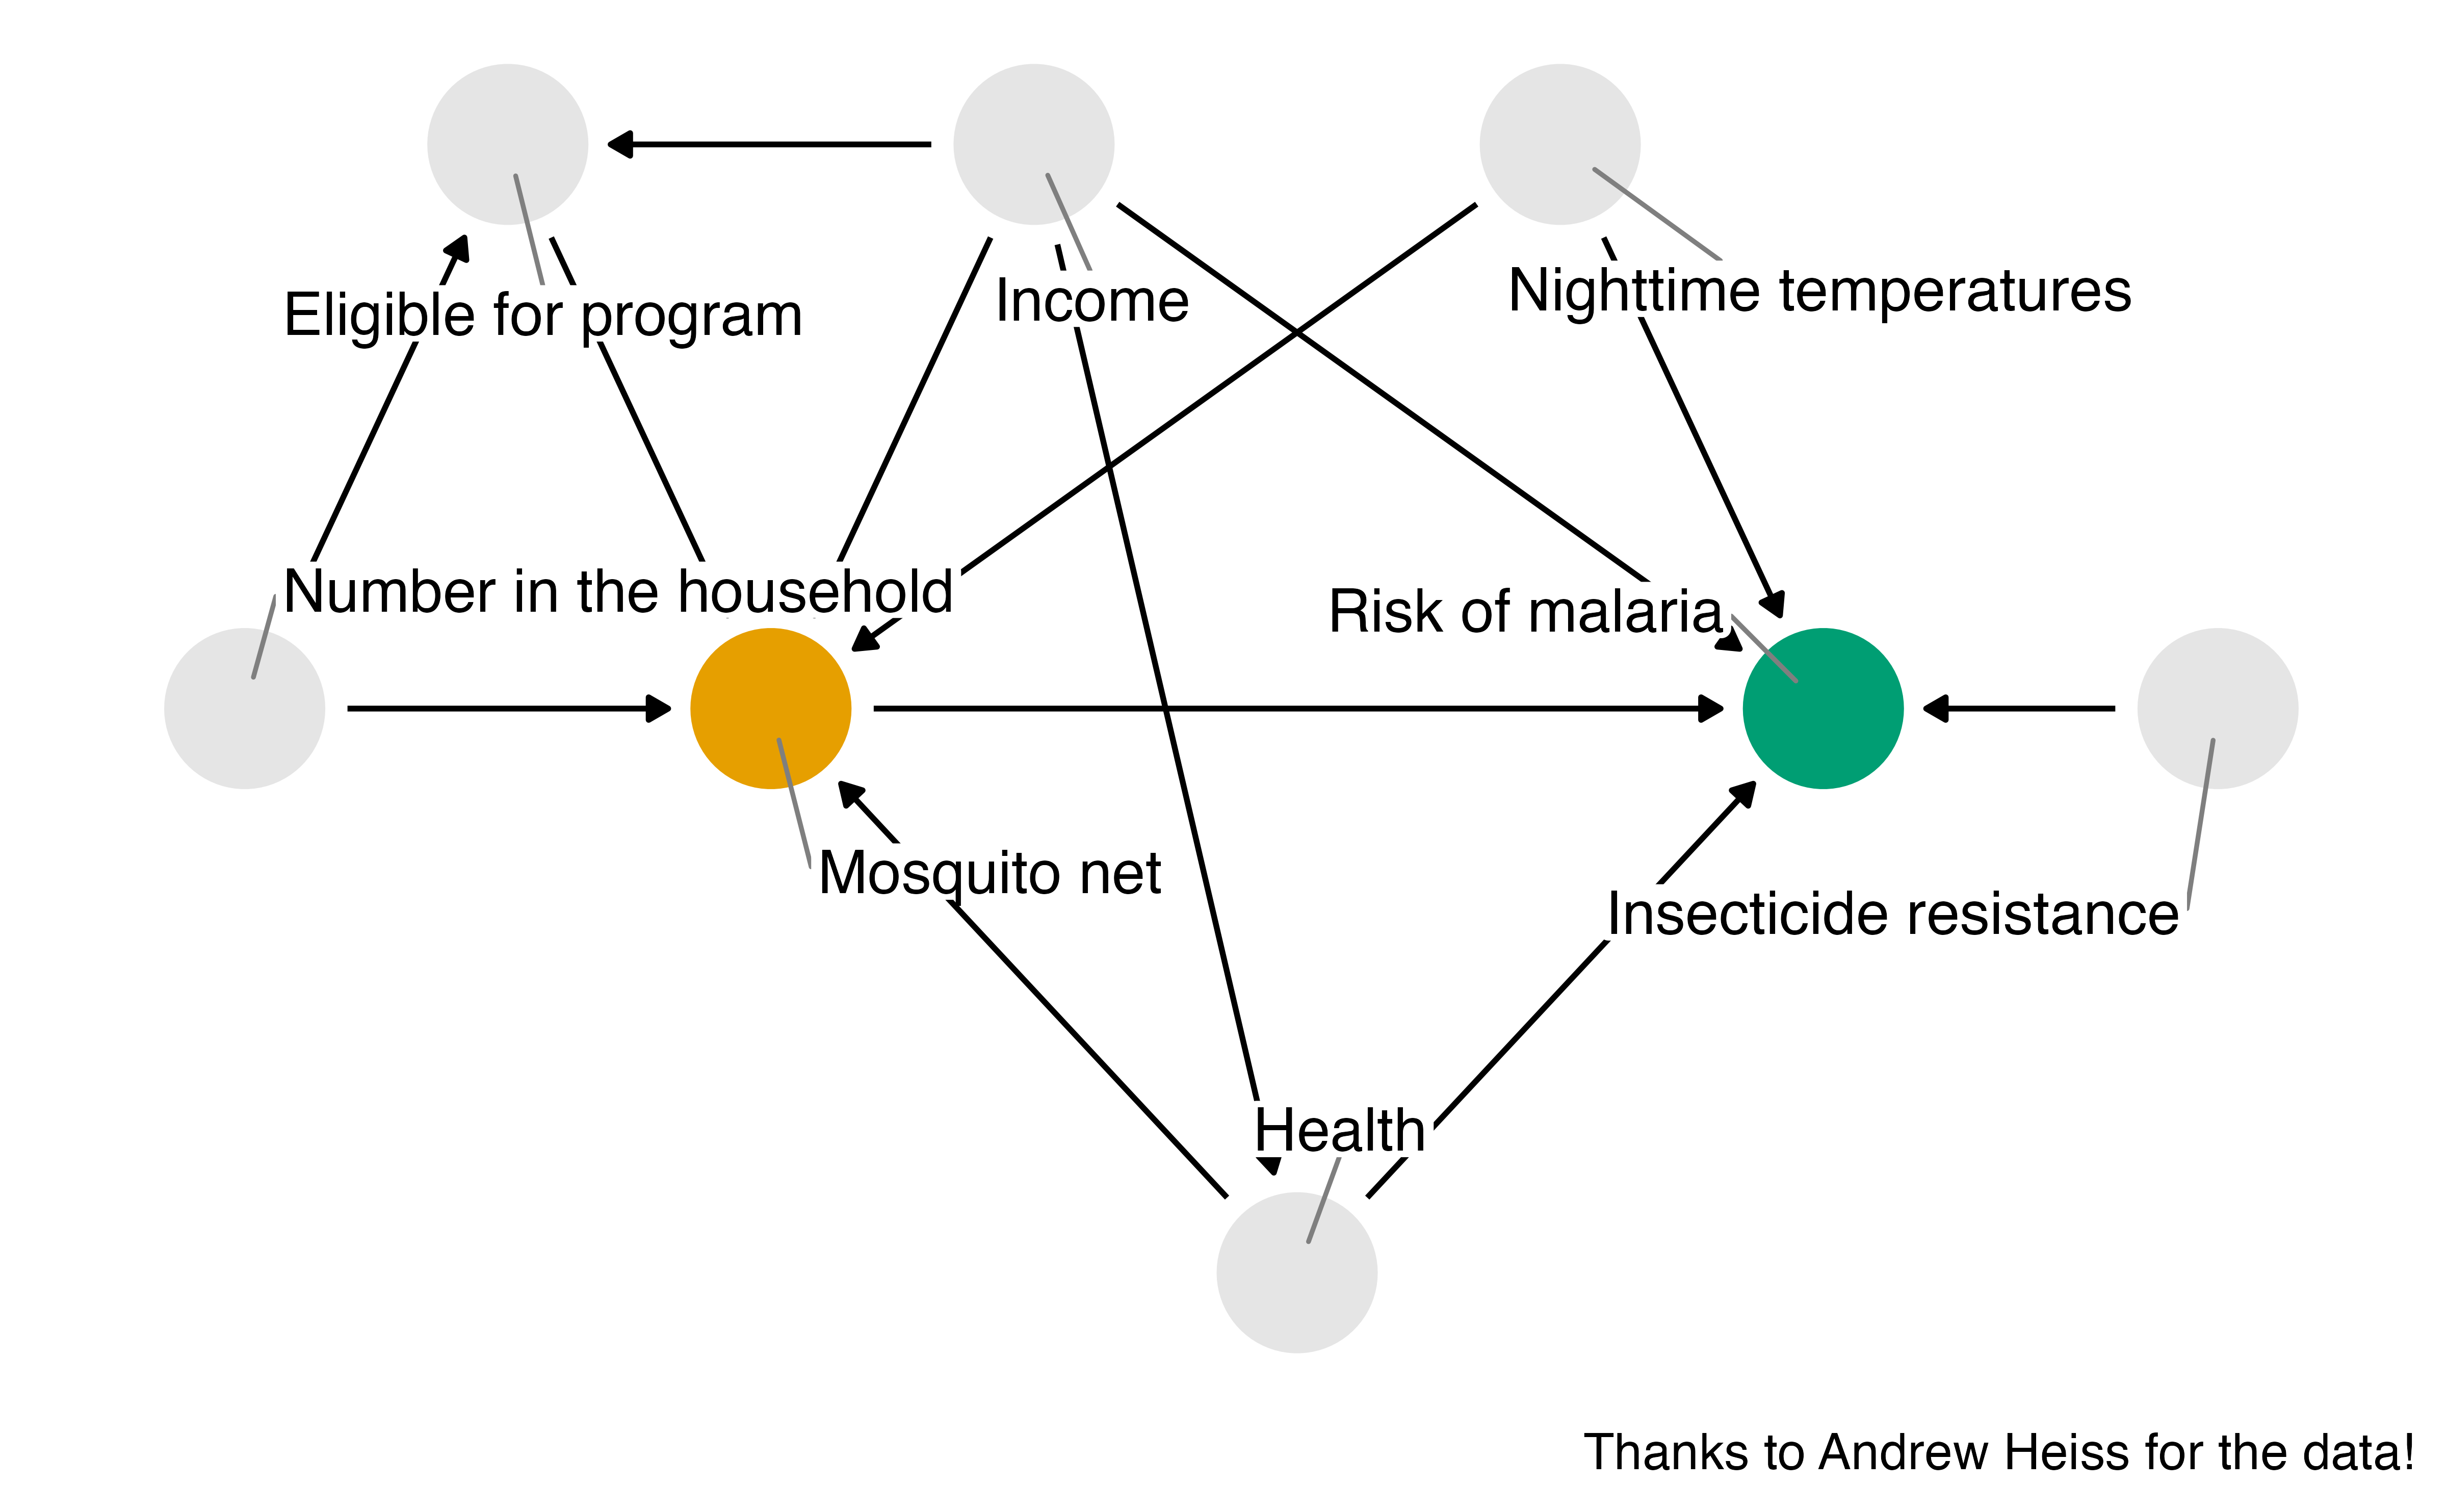 Income
Nighttime temperatures
Eligible for program
Number in the household
Risk of malaria
Mosquito net
Insecticide resistance
Health
Thanks to Andrew Heiss for the data!